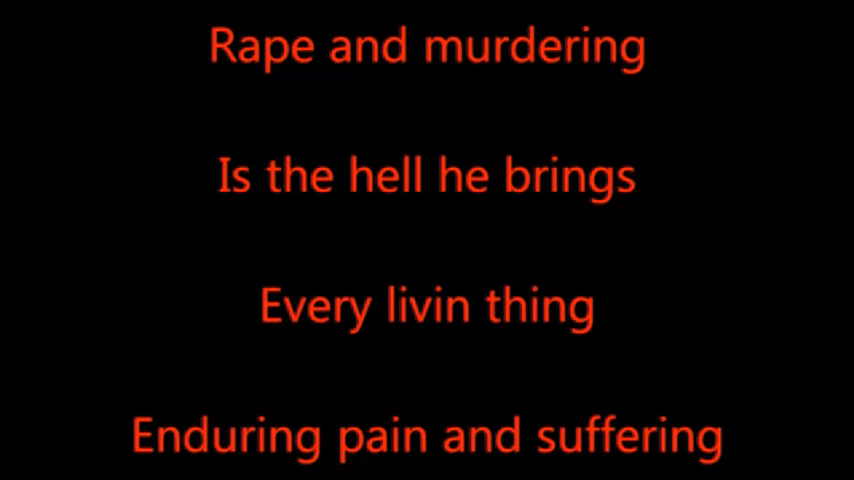 Rape and murdering
Is the hell he brings
Every livin thing
Enduring pain and suffering